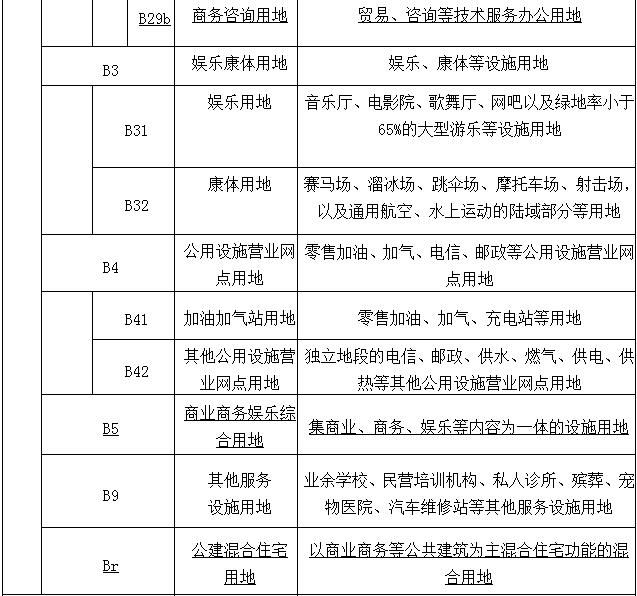 B29b 商务咨询用地 贸易、咨询等技术服务办公用地
B3 娱乐康体用地 娱乐、康体等设施用地
B31 娱乐用地 音乐厅、电影院、歌舞厅、网吧以及绿地率小于
65%的大型游乐等设施用地
B32 康体用地 赛马场、溜冰场、跳伞场、摩托车场、射击场，
以及通用航空、水上运动的陆域部分等用地
B4 公用设施营业网 零售加油、加气、电信、邮政等公用设施营业网
点用地 点用地
B41 加油加气站用地 零售加油、加气、充电站等用地
B42 其他公用设施营 独立地段的电信、邮政、供水、燃气、供电、供
业网点用地 热等其他公用设施营业网点用地
B5 商业商务娱乐综 集商业、商务、娱乐等内容为一体的设施用地
合用地
B9 其他服务 业余学校、民营培训机构、私人诊所、殡葬、宠
设施用地 物医院、汽车维修站等其他服务设施用地
Br 公建混合住宅 以商业商务等公共建筑为主混合住宅功能的混
用地 合用地